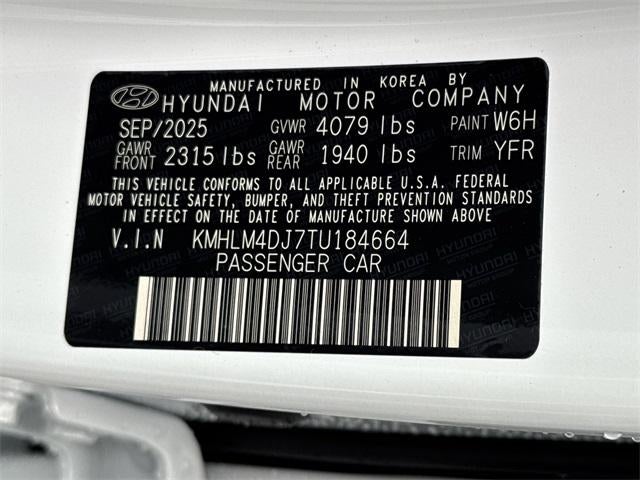 MANUFACTURED IN KOREA BY
HYUNDAI MOTOR COMPANY
SEP/2025 GVWR 4079 lbs PAINT W6H
GAWR FRONT 2315 lbs GAWR REAR 1940 lbs TRIM YFR
THIS VEHICLE CONFORMS TO ALL APPLICABLE U.S.A. FEDERAL
MOTOR VEHICLE SAFETY, BUMPER, AND THEFT PREVENTION STANDARDS
IN EFFECT ON THE DATE OF MANUFACTURE SHOWN ABOVE
V.I.N KMHLM4DJ7TU184664
PASSENGER CAR